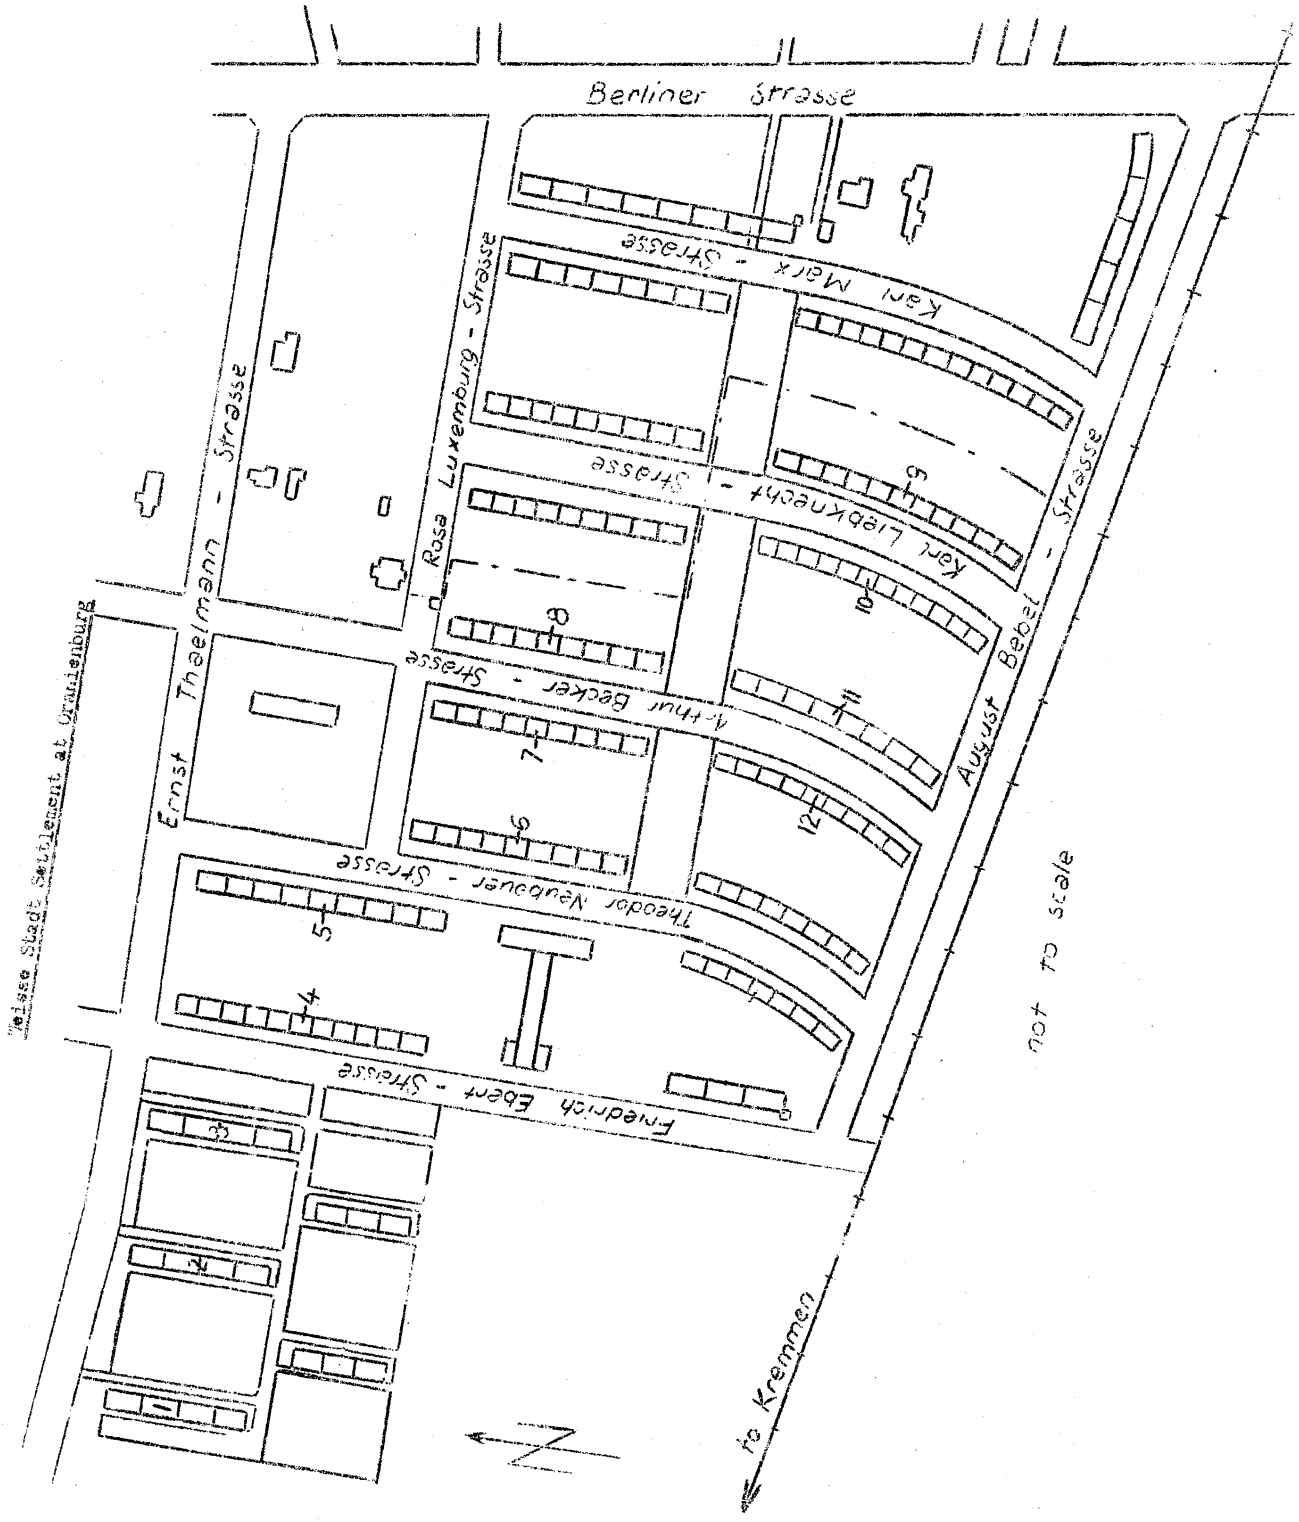 Weisse Stadt Settlement at Oranienburg
Berliner Strasse
Karl Marx - Strasse
Rosa Luxemburg - Strasse
Ernst Thaelmann - Strasse
Karl Liebknecht - Strasse
August Bebel - Strasse
Arthur Becker - Strasse
Theodor Neubauer - Strasse
Friedrich Ebert - Strasse
9
10
8
11
7
12
6
5
4
3
2
1
not to scale
to Kremmen
N